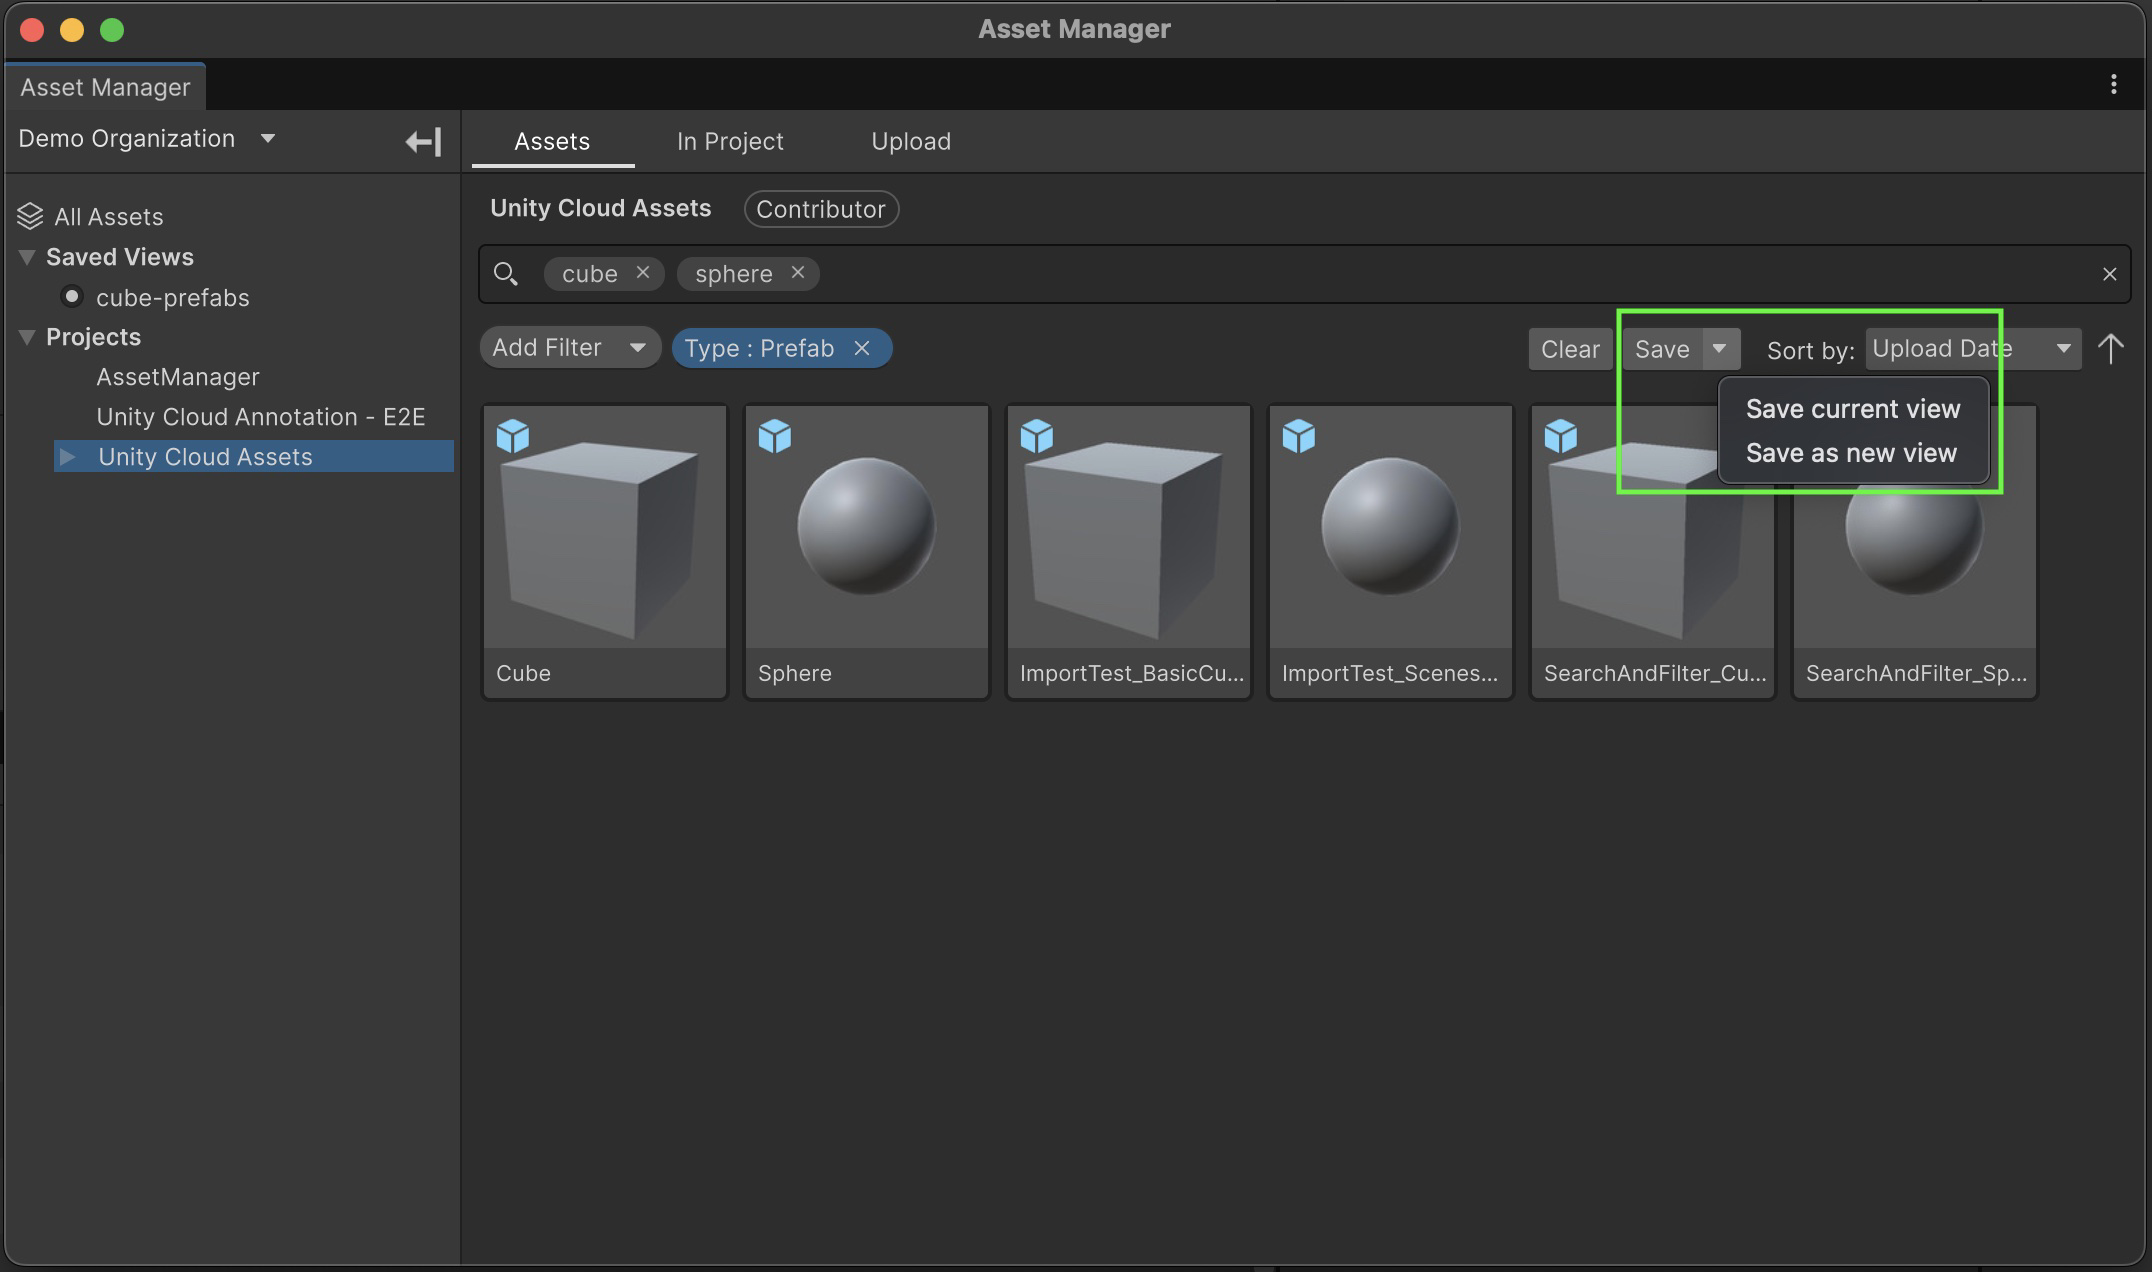 Asset Manager
Asset Manager
Demo Organization
Assets In Project Upload
All Assets
Saved Views
cube-prefabs
Projects
AssetManager
Unity Cloud Annotation - E2E
Unity Cloud Assets
Unity Cloud Assets Contributor
cube sphere
Add Filter Type : Prefab Clear Save Sort by: Upload Date
Save current view
Save as new view
Cube
Sphere
ImportTest_BasicCu...
ImportTest_Scenes...
SearchAndFilter_Cu...
SearchAndFilter_Sp...